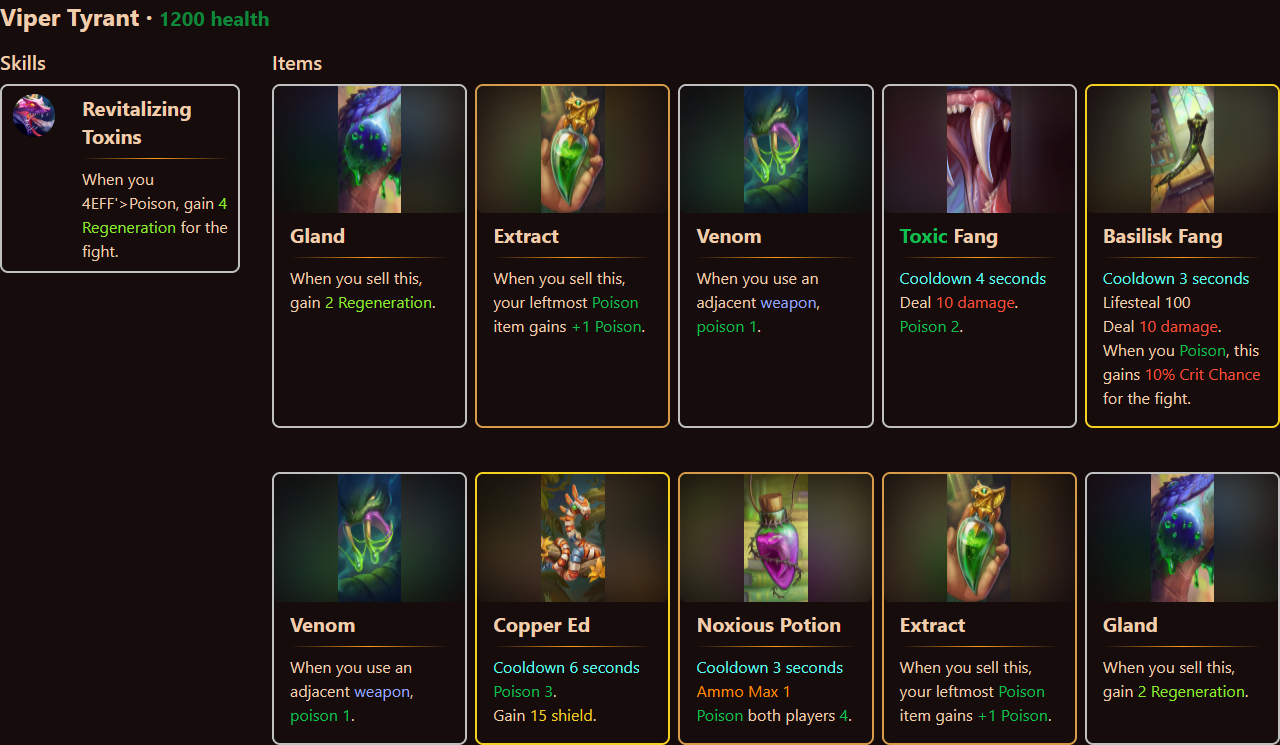 Viper Tyrant · 1200 health
Skills
Revitalizing
Toxins
When you
4EFF'>Poison, gain 4
Regeneration for the
fight.
Items
Gland
When you sell this,
gain 2 Regeneration.
Extract
When you sell this,
your leftmost Poison
item gains +1 Poison.
Venom
When you use an
adjacent weapon,
poison 1.
Toxic Fang
Cooldown 4 seconds
Deal 10 damage.
Poison 2.
Basilisk Fang
Cooldown 3 seconds
Lifesteal 100
Deal 10 damage.
When you Poison, this
gains 10% Crit Chance
for the fight.
Venom
When you use an
adjacent weapon,
poison 1.
Copper Ed
Cooldown 6 seconds
Poison 3.
Gain 15 shield.
Noxious Potion
Cooldown 3 seconds
Ammo Max 1
Poison both players 4.
Extract
When you sell this,
your leftmost Poison
item gains +1 Poison.
Gland
When you sell this,
gain 2 Regeneration.